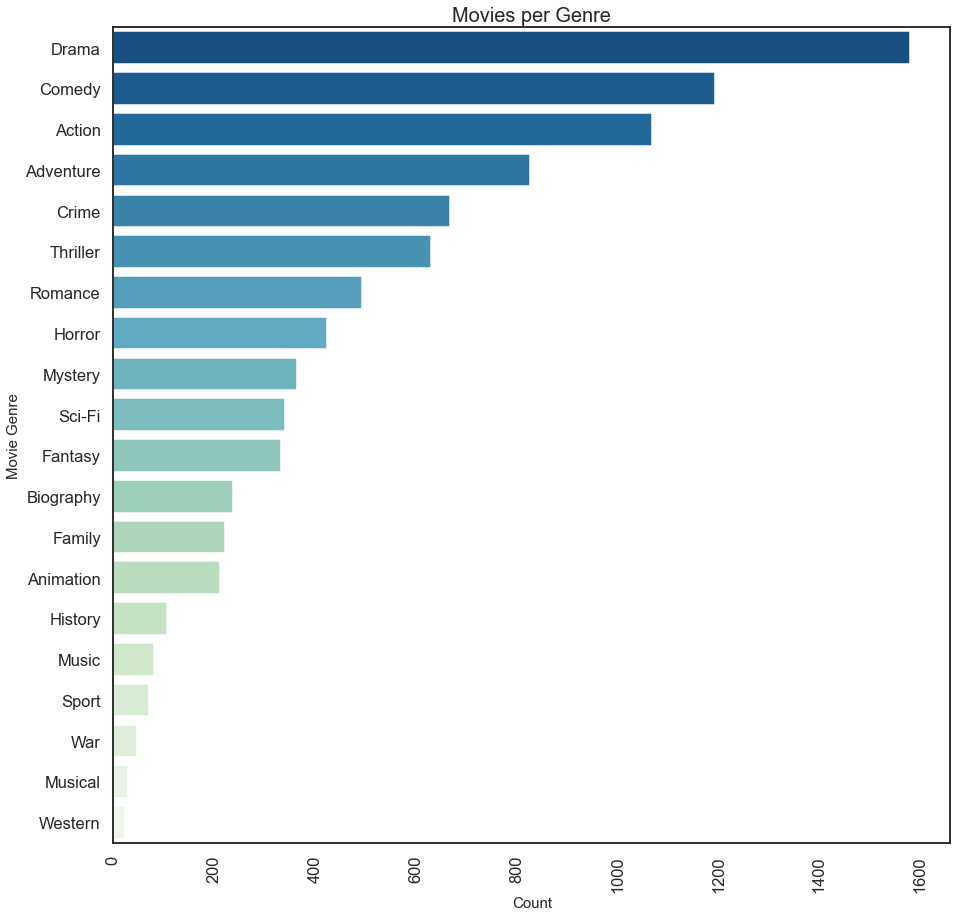 Movies per Genre
Drama
Comedy
Action
Adventure
Crime
Thriller
Romance
Horror
Mystery
Sci-Fi
Fantasy
Biography
Family
Animation
History
Music
Sport
War
Musical
Western
Movie Genre
0 200 400 600 800 1000 1200 1400 1600
Count